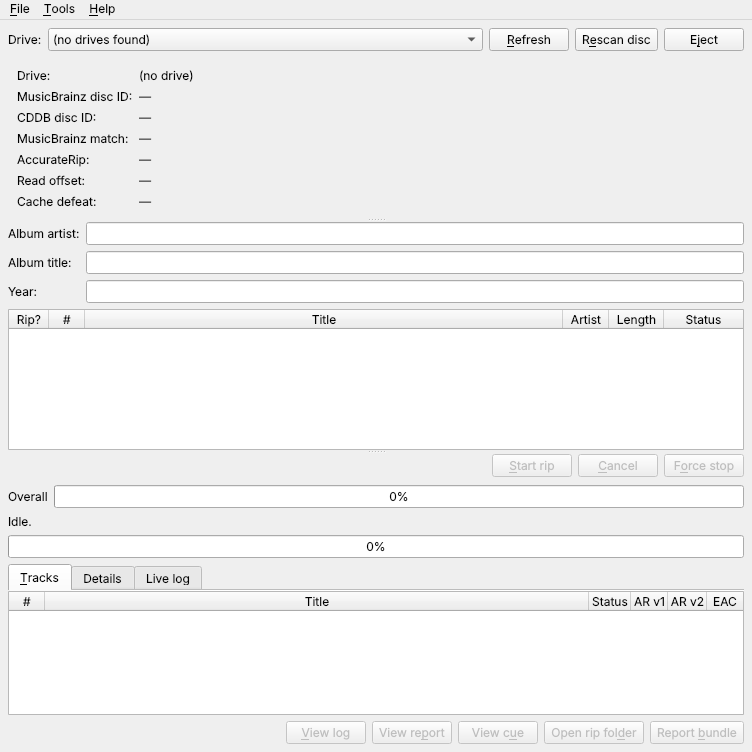 File Tools Help
Drive: (no drives found) Refresh Rescan disc Eject
Drive: (no drive)
MusicBrainz disc ID: —
CDDB disc ID: —
MusicBrainz match: —
AccurateRip: —
Read offset: —
Cache defeat: —
Album artist:
Album title:
Year:
Rip? # Title Artist Length Status
Start rip Cancel Force stop
Overall 0%
Idle.
0%
Tracks Details Live log
# Title Status AR v1 AR v2 EAC
View log View report View cue Open rip folder Report bundle